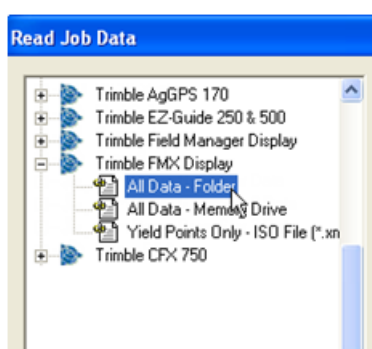 Read Job Data
Trimble AgGPS 170
Trimble EZ-Guide 250 & 500
Trimble Field Manager Display
Trimble FMX Display
All Data - Folder
All Data - Memory Drive
Yield Points Only - ISO File (*.xn
Trimble CFX 750